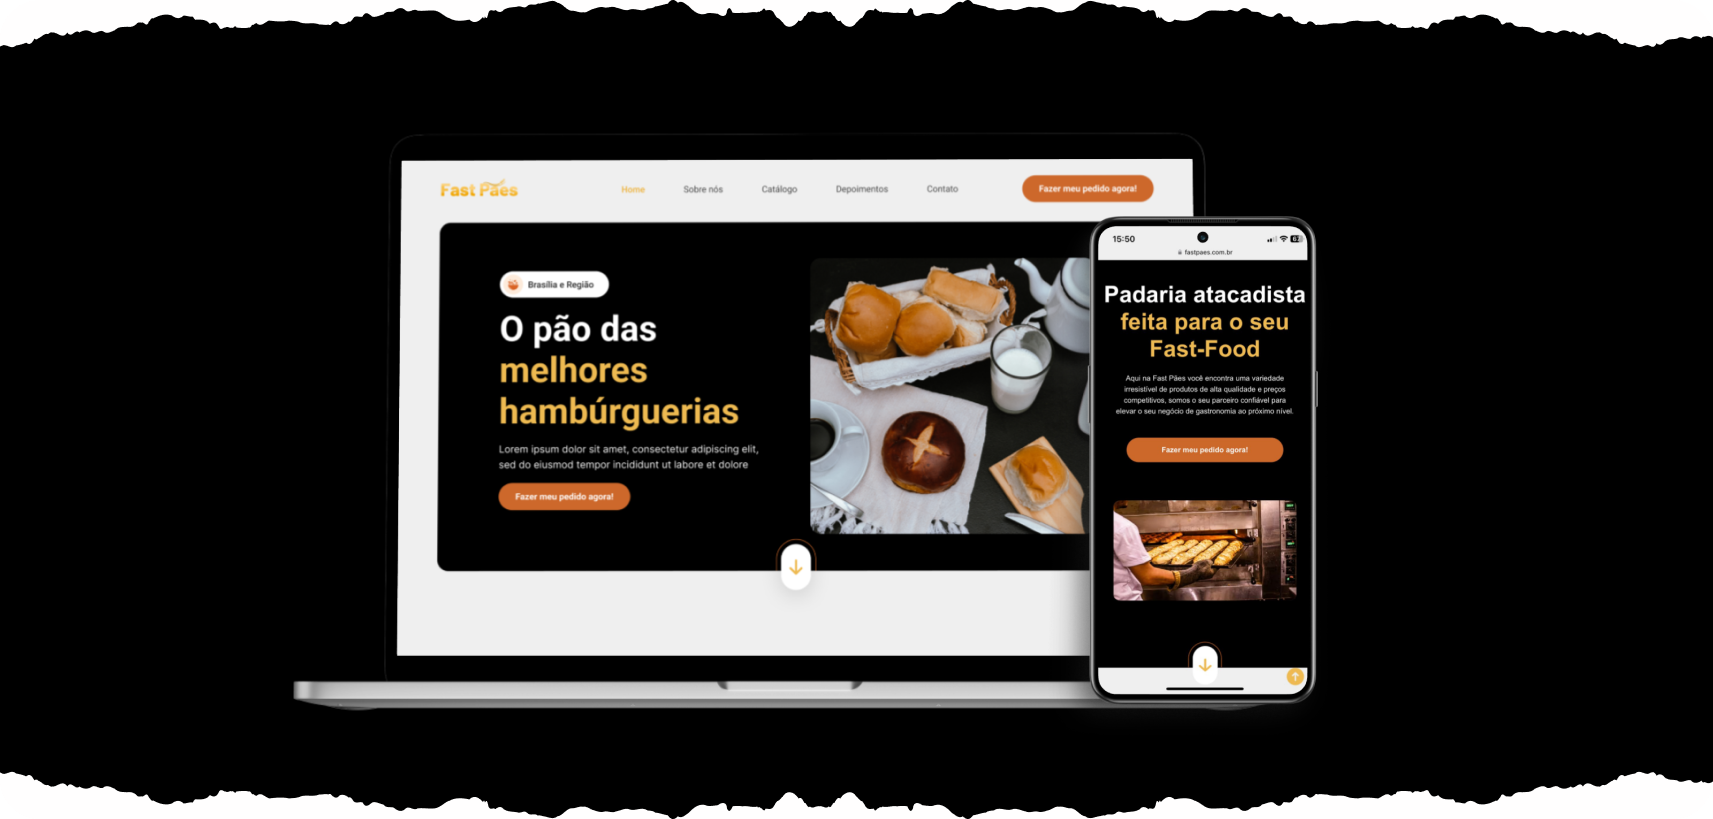 Fast Pães
Home
Sobre nós
Catálogo
Depoimentos
Contato
Fazer meu pedido agora!
Brasília e Região
O pão das
melhores
hambúrguerias
Lorem ipsum dolor sit amet, consectetur adipiscing elit,
sed do eiusmod tempor incididunt ut labore et dolore
Fazer meu pedido agora!
15:50
fastpaes.com.br
Padaria atacadista
feita para o seu
Fast-Food
Aqui na Fast Pães você encontra uma variedade
irresistível de produtos de alta qualidade e preços
competitivos, somos o seu parceiro confiável para
elevar o seu negócio de gastronomia ao próximo nível.
Fazer meu pedido agora!